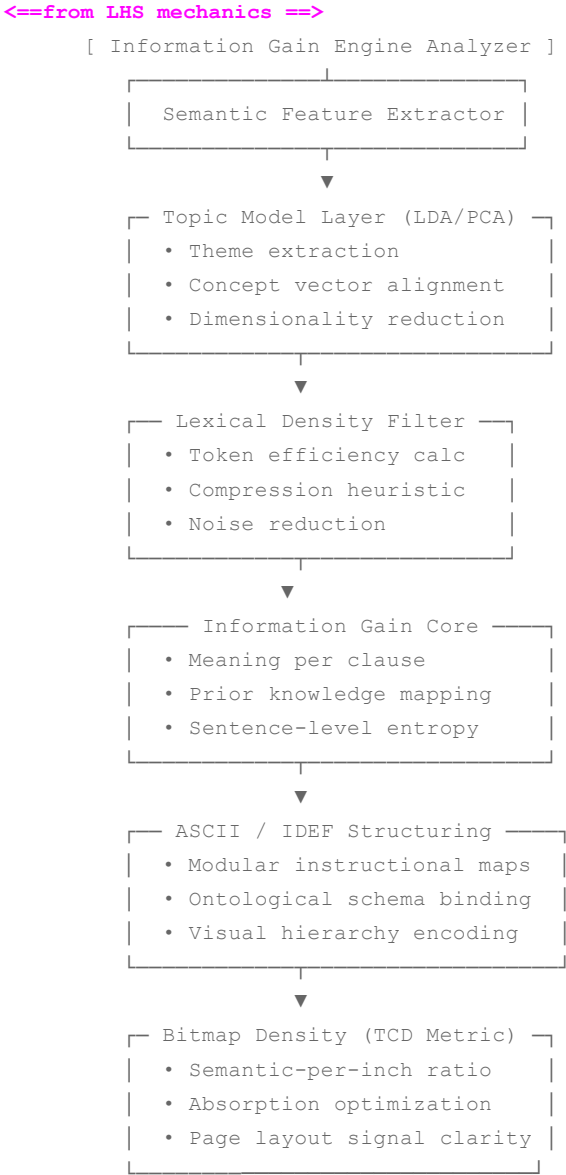 <==from LHS mechanics ==>
[ Information Gain Engine Analyzer ]
Semantic Feature Extractor
Topic Model Layer (LDA/PCA)
• Theme extraction
• Concept vector alignment
• Dimensionality reduction
Lexical Density Filter
• Token efficiency calc
• Compression heuristic
• Noise reduction
Information Gain Core
• Meaning per clause
• Prior knowledge mapping
• Sentence-level entropy
ASCII / IDEF Structuring
• Modular instructional maps
• Ontological schema binding
• Visual hierarchy encoding
Bitmap Density (TCD Metric)
• Semantic-per-inch ratio
• Absorption optimization
• Page layout signal clarity